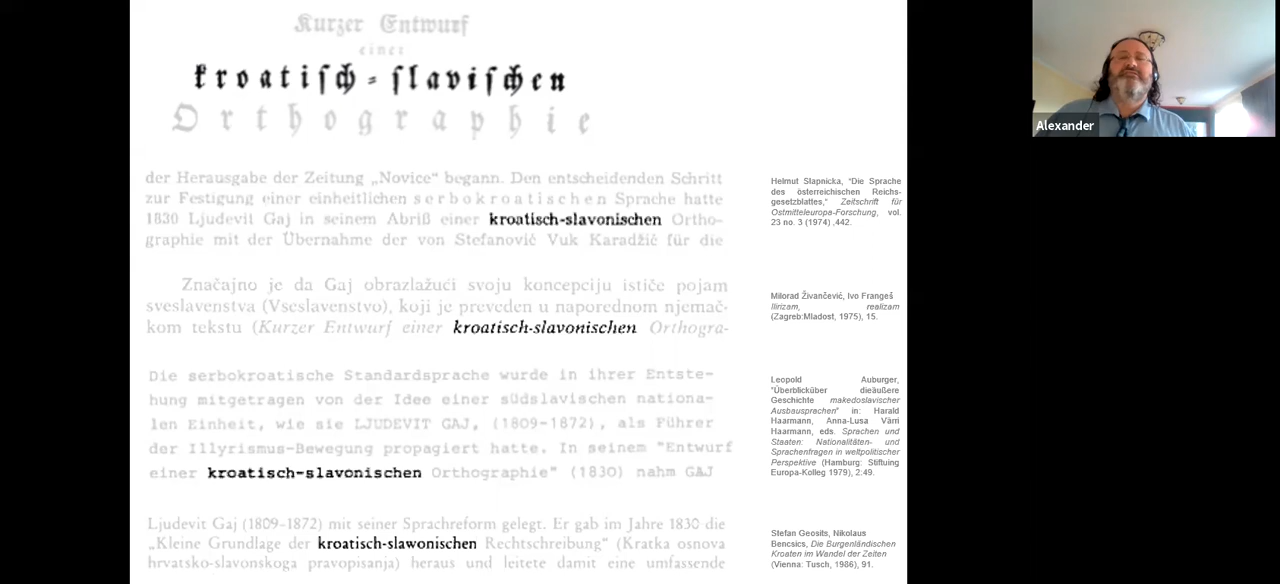 Kurzer Entwurf
einer
kroatiſch-ſlaviſchen
Orthographie
der Herausgabe der Zeitung „Novice“ begann. Den entscheidenden Schritt
zur Festigung einer einheitlichen serbokroatischen Sprache hatte
1830 Ljudevit Gaj in seinem Abriß einer kroatisch-slavonischen Ortho-
graphie mit der Übernahme der von Stefanović Vuk Karadžić für die
Helmut Slapnicka, "Die Sprache
des österreichischen Reichs-
gesetzblattes," Zeitschrift für
Ostmitteleuropa-Forschung, vol.
23 no. 3 (1974) ,442.
Značajno je da Gaj obrazlažući svoju koncepciju ističe pojam
sveslavenstva (Vseslavenstvo), koji je preveden u naporednom njemač-
kom tekstu (Kurzer Entwurf einer kroatisch-slavonischen Orthogra-
Milorad Živančević, Ivo Frangeš
Ilirizam, realizam
(Zagreb:Mladost, 1975), 15.
Die serbokroatische Standardsprache wurde in ihrer Entste-
hung mitgetragen von der Idee einer südslavischen nationa-
len Einheit, wie sie LJUDEVIT GAJ, (1809-1872), als Führer
der Illyrismus-Bewegung propagiert hatte. In seinem "Entwurf
einer kroatisch-slavonischen Orthographie" (1830) nahm GAJ
Leopold Auburger,
"Überblicküber dieäußere
Geschichte makedoslavischer
Ausbausprachen" in: Harald
Haarmann, Anna-Lusa Värri
Haarmann, eds. Sprachen und
Staaten: Nationalitäten- und
Sprachenfragen in weltpolitischer
Perspektive (Hamburg: Stiftuing
Europa-Kolleg 1979), 2:49.
Ljudevit Gaj (1809–1872) mit seiner Sprachreform gelegt. Er gab im Jahre 1830 die
„Kleine Grundlage der kroatisch-slawonischen Rechtschreibung“ (Kratka osnova
hrvatsko-slavonskoga pravopisanja) heraus und leitete damit eine umfassende
Stefan Geosits, Nikolaus
Bencsics, Die Burgenländischen
Kroaten im Wandel der Zeiten
(Vienna: Tusch, 1986), 91.
Alexander